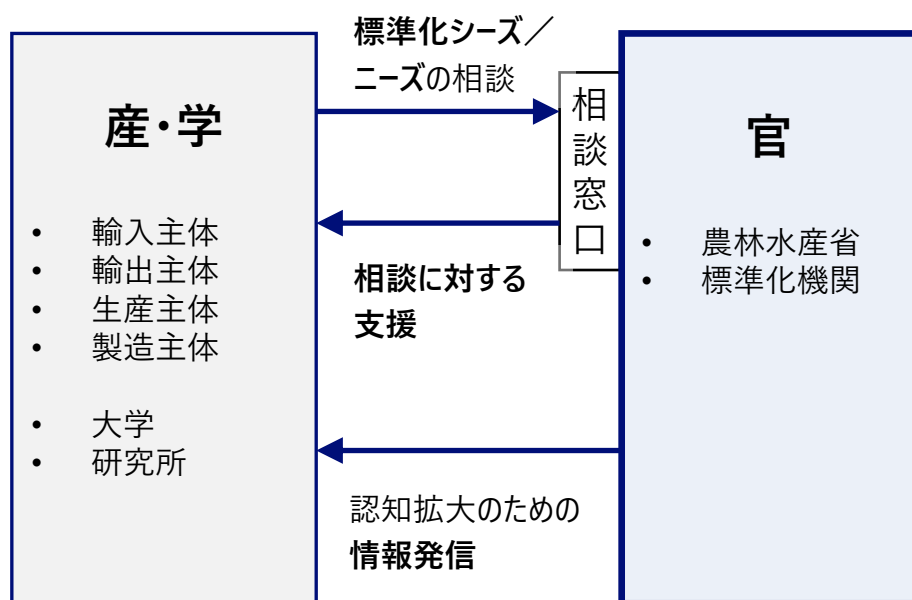 産・学
• 輸入主体
• 輸出主体
• 生産主体
• 製造主体
• 大学
• 研究所
標準化シーズ／
ニーズの相談
相談に対する
支援
認知拡大のための
情報発信
相談窓口
官
• 農林水産省
• 標準化機関